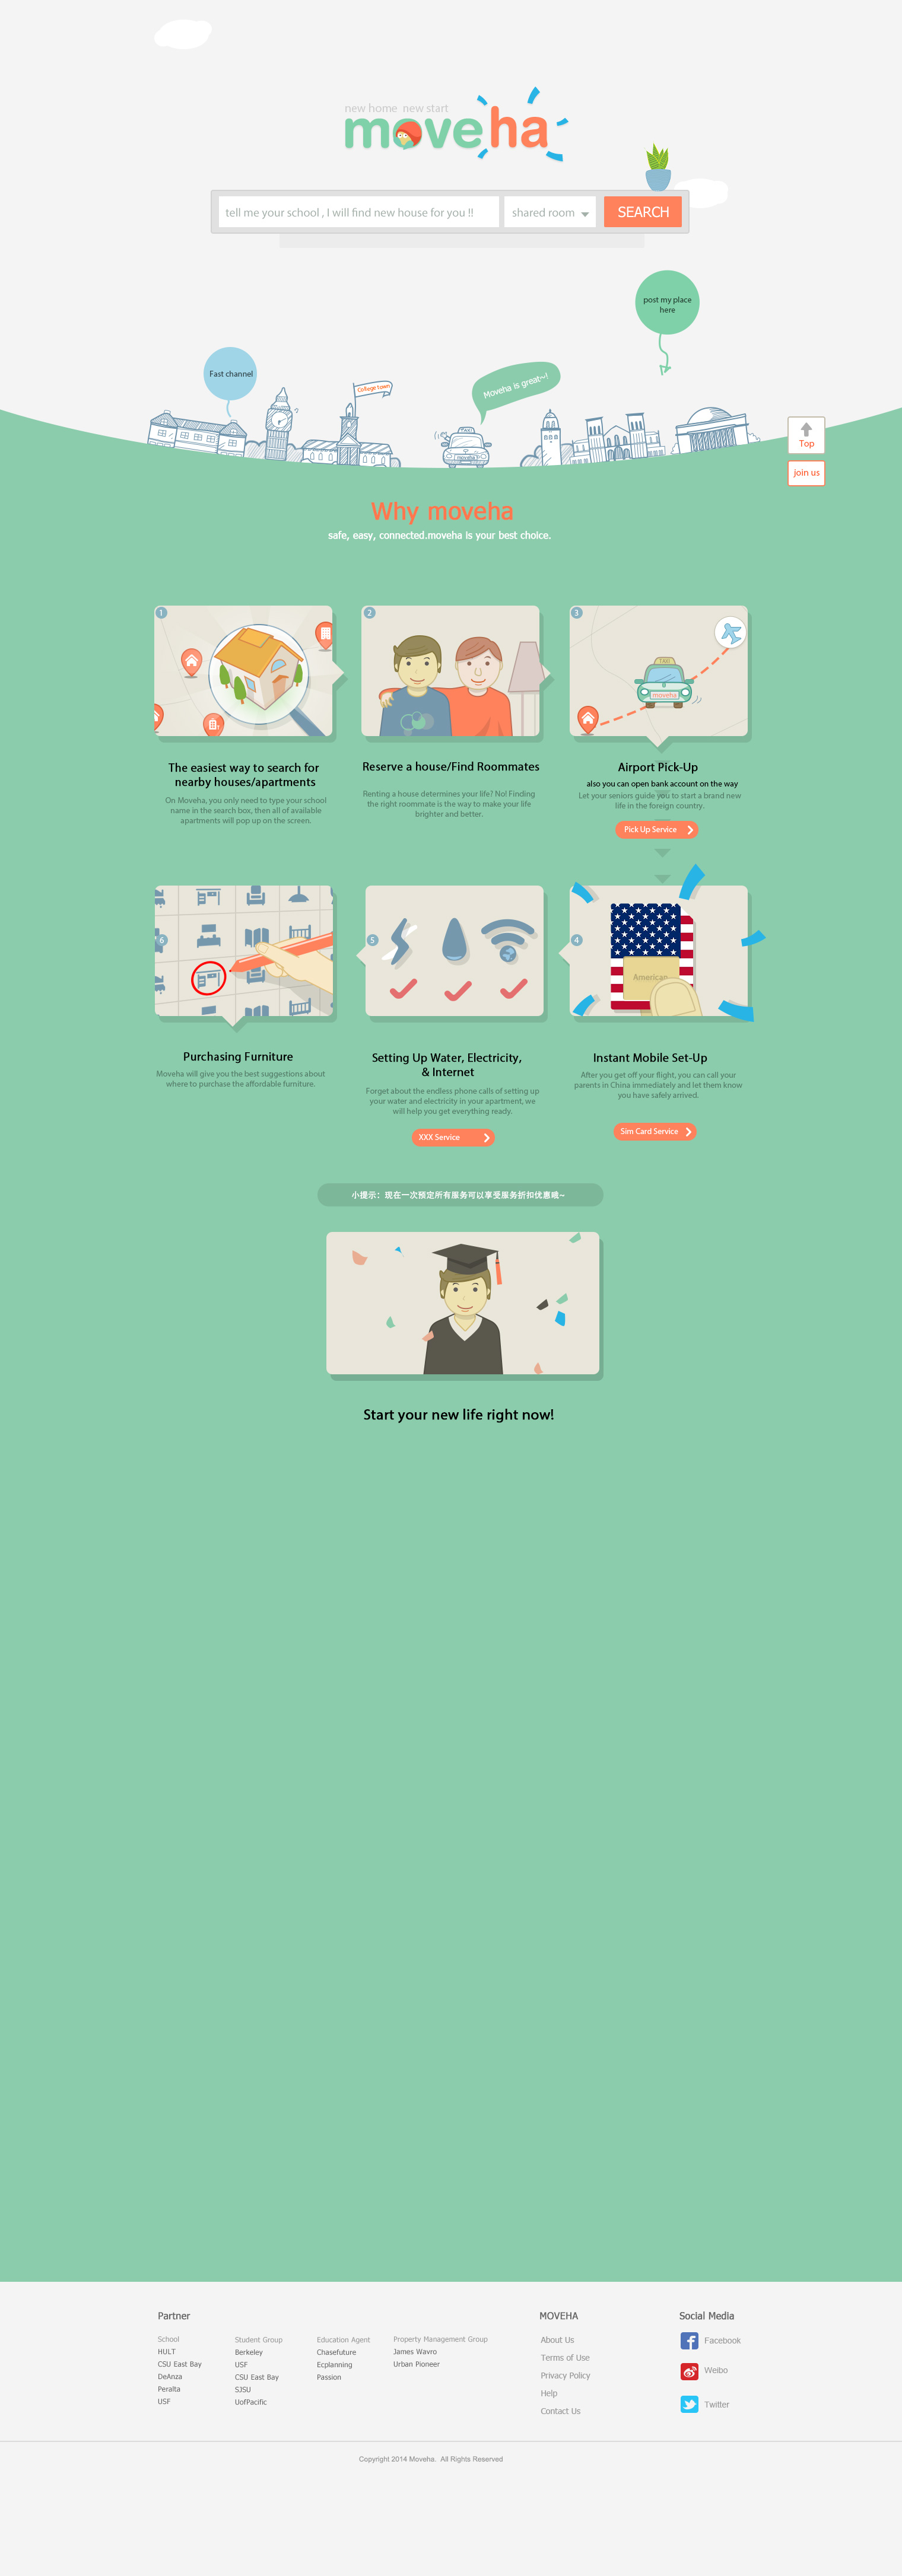 new home new start
moveha
tell me your school , I will find new house for you !!
shared room
SEARCH
post my place
here
Fast channel
College town
Moveha is great~!
moveha
Top
join us
Why moveha
safe, easy, connected.moveha is your best choice.
1
2
3
TAXI
moveha
The easiest way to search for
nearby houses/apartments
On Moveha, you only need to type your school
name in the search box, then all of available
apartments will pop up on the screen.
Reserve a house/Find Roommates
Renting a house determines your life? No! Finding
the right roommate is the way to make your life
brighter and better.
Airport Pick-Up
also you can open bank account on the way
Let your seniors guide you to start a brand new
life in the foreign country.
Pick Up Service
6
5
4
American
Purchasing Furniture
Moveha will give you the best suggestions about
where to purchase the affordable furniture.
Setting Up Water, Electricity,
& Internet
Forget about the endless phone calls of setting up
your water and electricity in your apartment, we
will help you get everything ready.
XXX Service
Instant Mobile Set-Up
After you get off your flight, you can call your
parents in China immediately and let them know
you have safely arrived.
Sim Card Service
小提示：现在一次预定所有服务可以享受服务折扣优惠哦~
Start your new life right now!
Partner
School
HULT
CSU East Bay
DeAnza
Peralta
USF
Student Group
Berkeley
USF
CSU East Bay
SJSU
UofPacific
Education Agent
Chasefuture
Ecplanning
Passion
Property Management Group
James Wavro
Urban Pioneer
MOVEHA
About Us
Terms of Use
Privacy Policy
Help
Contact Us
Social Media
Facebook
Weibo
Twitter
Copyright 2014 Moveha. All Rights Reserved